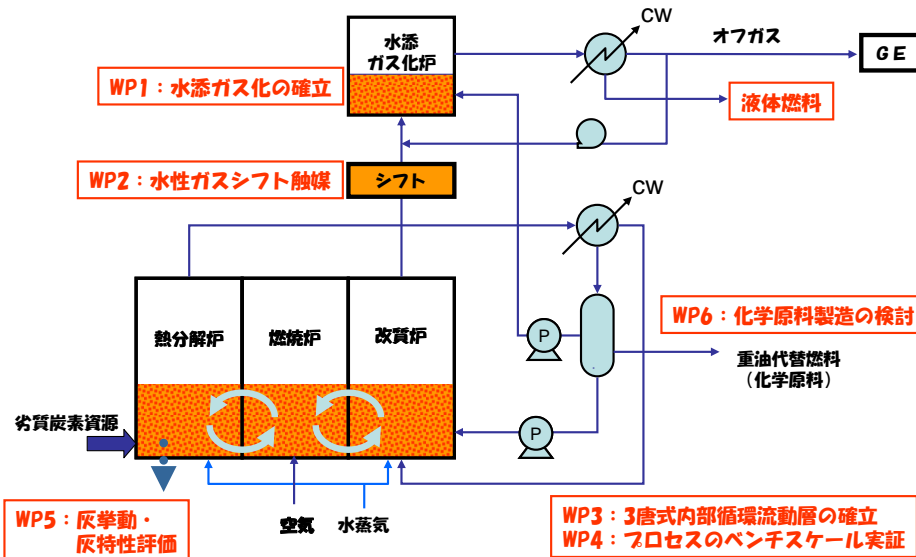 CW
水添
ガス化炉
オフガス
GE
WP1：水添ガス化の確立
液体燃料
WP2：水性ガスシフト触媒
シフト
CW
熱分解炉
燃焼炉
改質炉
WP6：化学原料製造の検討
P
重油代替燃料
（化学原料）
劣質炭素資源
P
WP5：灰挙動・
灰特性評価
空気
水蒸気
WP3：3唐式内部循環流動層の確立
WP4：プロセスのベンチスケール実証